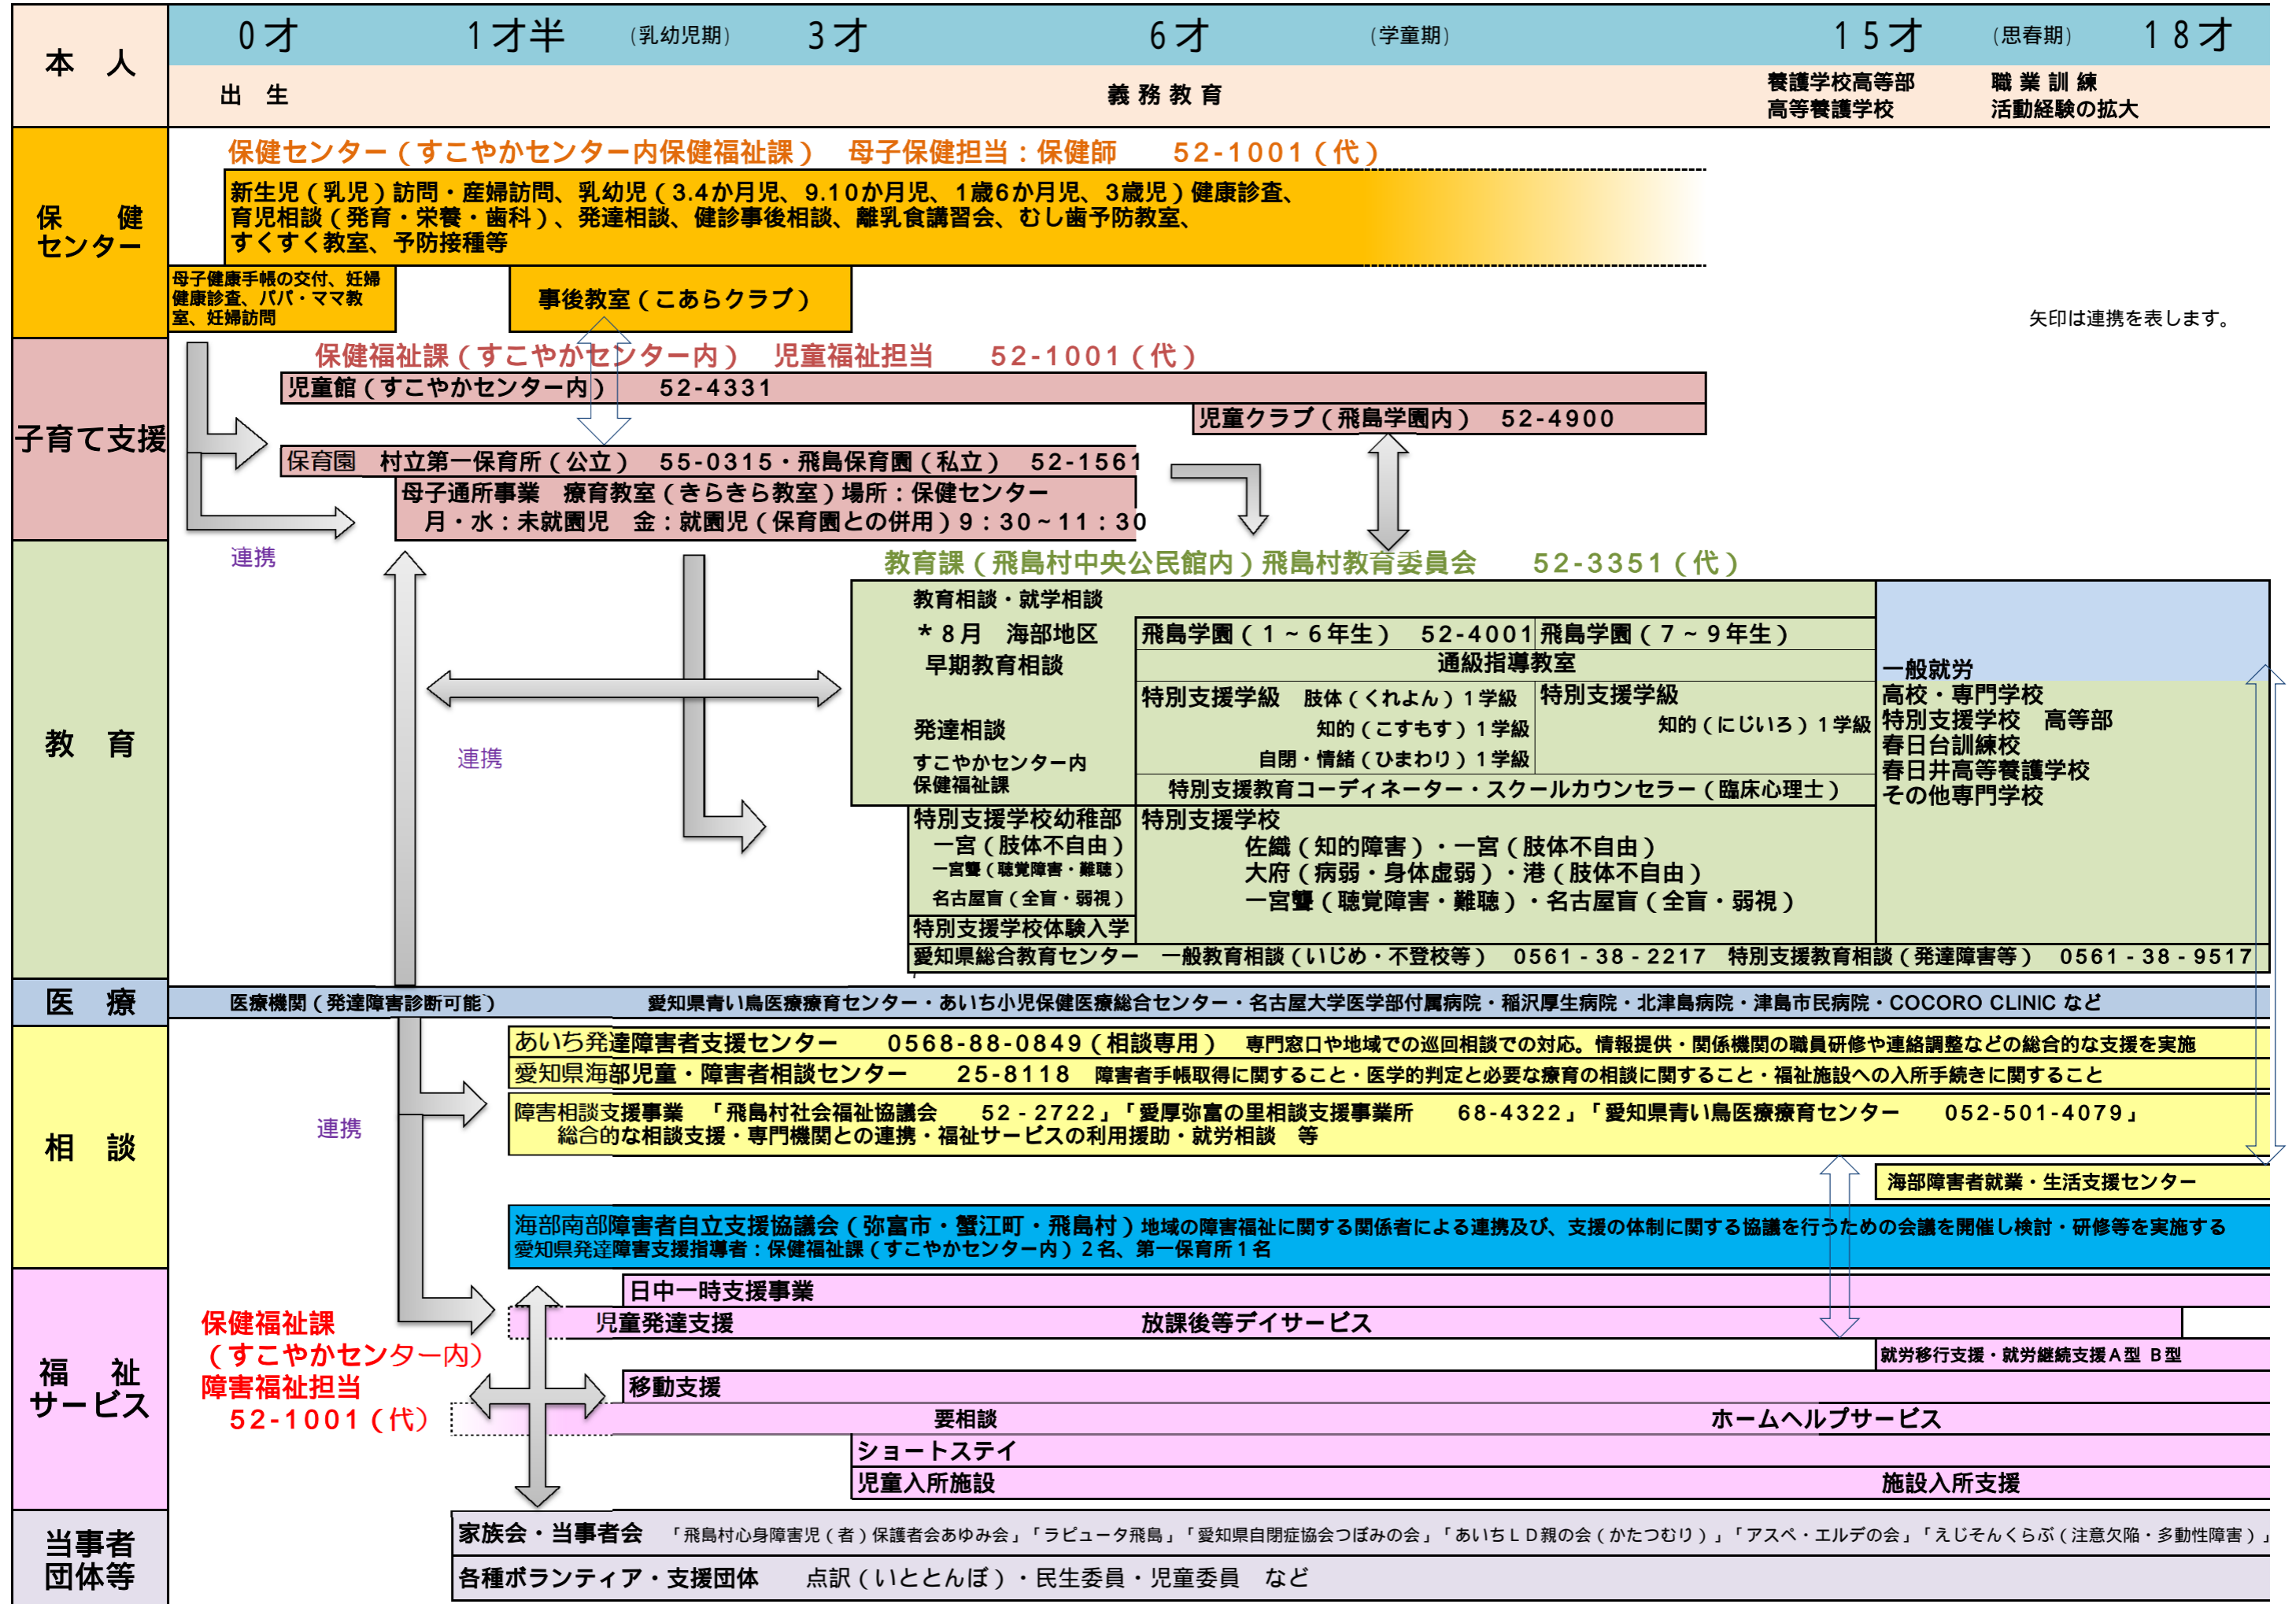 本　人
0才　1才半　(乳幼児期)　3才　6才　(学童期)　15才　(思春期)　18才
出　生　義務教育
養護学校高等部
高等養護学校
職業訓練
活動経験の拡大
保　健
センター
保健センター（すこやかセンター内保健福祉課）　母子保健担当：保健師　52-1001（代）
新生児（乳児）訪問・産婦訪問、乳幼児（3.4か月児、9.10か月児、1歳6か月児、3歳児）健康診査、
育児相談（発育・栄養・歯科）、発達相談、健診事後相談、離乳食講習会、むし歯予防教室、
すくすく教室、予防接種等
母子健康手帳の交付、妊婦
健康診査、パパ・ママ教
室、妊婦訪問
事後教室（こあらクラブ）
矢印は連携を表します。
子育て支援
保健福祉課（すこやかセンター内）　児童福祉担当　52-1001（代）
児童館（すこやかセンター内）　52-4331
児童クラブ（飛島学園内）　52-4900
保育園　村立第一保育所（公立）　55-0315・飛島保育園（私立）　52-1561
母子通所事業　療育教室（きらきら教室）場所：保健センター
月・水：未就園児　金：就園児（保育園との併用）9：30~11：30
連携
教　育
教育課（飛島村中央公民館内）飛島村教育委員会　52-3351（代）
教育相談・就学相談
*8月　海部地区
早期教育相談
発達相談
すこやかセンター内
保健福祉課
飛島学園（1~6年生）　52-4001
飛島学園（7~9年生）
通級指導教室
特別支援学級　肢体（くれよん）1学級
知的（こすもす）1学級
自閉・情緒（ひまわり）1学級
特別支援学級
知的（にじいろ）1学級
特別支援教育コーディネーター・スクールカウンセラー（臨床心理士）
一般就労
高校・専門学校
特別支援学校　高等部
春日台訓練校
春日井高等養護学校
その他専門学校
連携
特別支援学校幼稚部
一宮（肢体不自由）
一宮聾（聴覚障害・難聴）
名古屋盲（全盲・弱視）
特別支援学校体験入学
特別支援学校
佐織（知的障害）・一宮（肢体不自由）
大府（病弱・身体虚弱）・港（肢体不自由）
一宮聾（聴覚障害・難聴）・名古屋盲（全盲・弱視）
愛知県総合教育センター　一般教育相談（いじめ・不登校等）　0561-38-2217　特別支援教育相談（発達障害等）　0561-38-9517
医　療
医療機関（発達障害診断可能）　愛知県青い鳥医療療育センター・あいち小児保健医療総合センター・名古屋大学医学部付属病院・稲沢厚生病院・北津島病院・津島市民病院・COCORO CLINIC など
相　談
あいち発達障害者支援センター　0568-88-0849（相談専用）　専門窓口や地域での巡回相談での対応。情報提供・関係機関の職員研修や連絡調整などの総合的な支援を実施
愛知県海部児童・障害者相談センター　25-8118　障害者手帳取得に関すること・医学的判定と必要な療育の相談に関すること・福祉施設への入所手続きに関すること
障害相談支援事業　「飛島村社会福祉協議会　52-2722」「愛厚弥富の里相談支援事業所　68-4322」「愛知県青い鳥医療療育センター　052-501-4079」
総合的な相談支援・専門機関との連携・福祉サービスの利用援助・就労相談　等
連携
海部障害者就業・生活支援センター
海部南部障害者自立支援協議会（弥富市・蟹江町・飛島村）地域の障害福祉に関する関係者による連携及び、支援の体制に関する協議を行うための会議を開催し検討・研修等を実施する
愛知県発達障害支援指導者：保健福祉課（すこやかセンター内）2名、第一保育所1名
福　祉
サービス
保健福祉課
（すこやかセンター内）
障害福祉担当
52-1001（代）
日中一時支援事業
児童発達支援　放課後等デイサービス
就労移行支援・就労継続支援A型 B型
移動支援
要相談　ホームヘルプサービス
ショートステイ
児童入所施設　施設入所支援
当事者
団体等
家族会・当事者会　「飛島村心身障害児（者）保護者会あゆみ会」「ラピュータ飛島」「愛知県自閉症協会つぼみの会」「あいちLD親の会（かたつむり）」「アスペ・エルデの会」「えじそんくらぶ（注意欠陥・多動性障害）」
各種ボランティア・支援団体　点訳（いととんぼ）・民生委員・児童委員　など